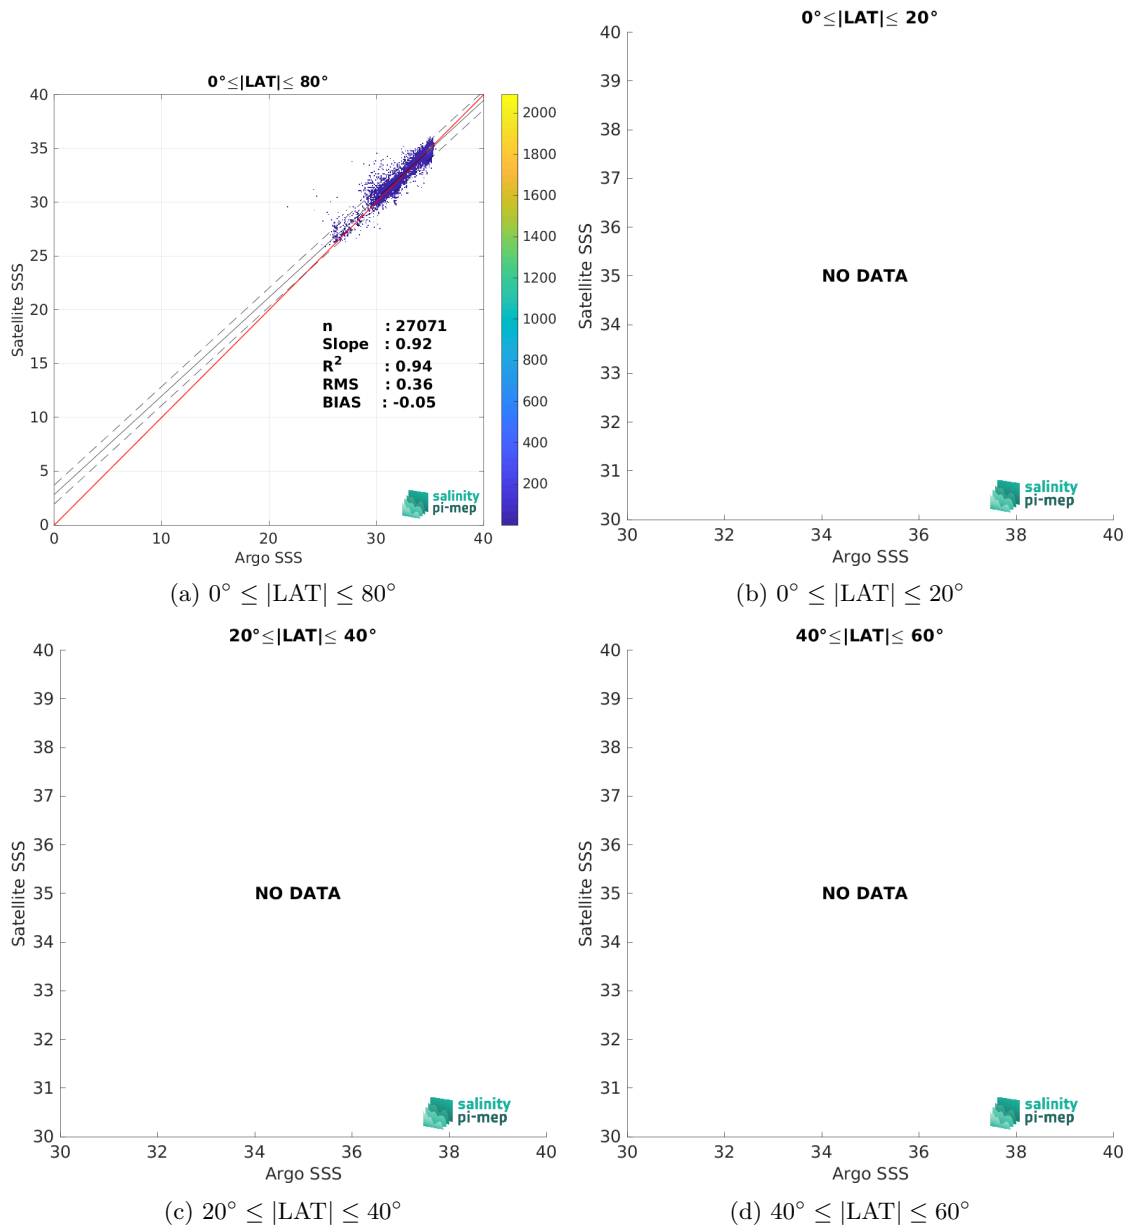 0°≤|LAT|≤ 80°
40
35
30
25
20
15
10
5
0
0
10
20
30
40
Satellite SSS
Argo SSS
n : 27071
Slope : 0.92
R² : 0.94
RMS : 0.36
BIAS : -0.05
2000
1800
1600
1400
1200
1000
800
600
400
200
salinity
pi-mep
(a) 0° ≤ |LAT| ≤ 80°
0°≤|LAT|≤ 20°
40
39
38
37
36
35
34
33
32
31
30
30
32
34
36
38
40
Satellite SSS
Argo SSS
NO DATA
salinity
pi-mep
(b) 0° ≤ |LAT| ≤ 20°
20°≤|LAT|≤ 40°
40
39
38
37
36
35
34
33
32
31
30
30
32
34
36
38
40
Satellite SSS
Argo SSS
NO DATA
salinity
pi-mep
(c) 20° ≤ |LAT| ≤ 40°
40°≤|LAT|≤ 60°
40
39
38
37
36
35
34
33
32
31
30
30
32
34
36
38
40
Satellite SSS
Argo SSS
NO DATA
salinity
pi-mep
(d) 40° ≤ |LAT| ≤ 60°